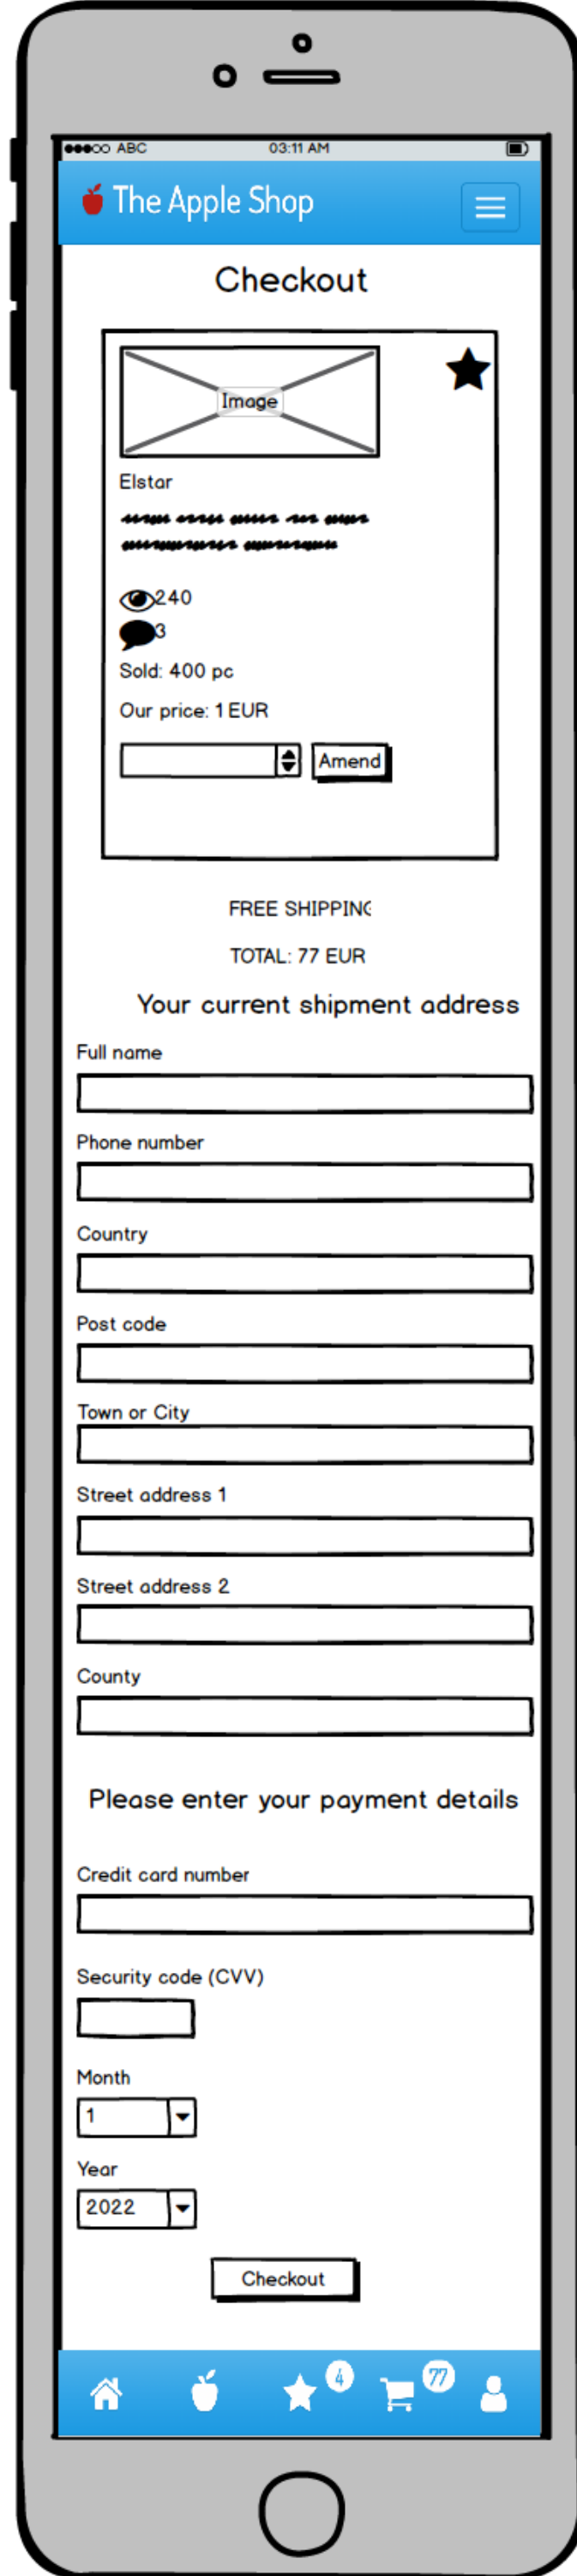 ABC 03:11 AM
The Apple Shop
Checkout
Image
Elstar
240
3
Sold: 400 pc
Our price: 1 EUR
Amend
FREE SHIPPING
TOTAL: 77 EUR
Your current shipment address
Full name
Phone number
Country
Post code
Town or City
Street address 1
Street address 2
County
Please enter your payment details
Credit card number
Security code (CVV)
Month
1
Year
2022
Checkout
4 77